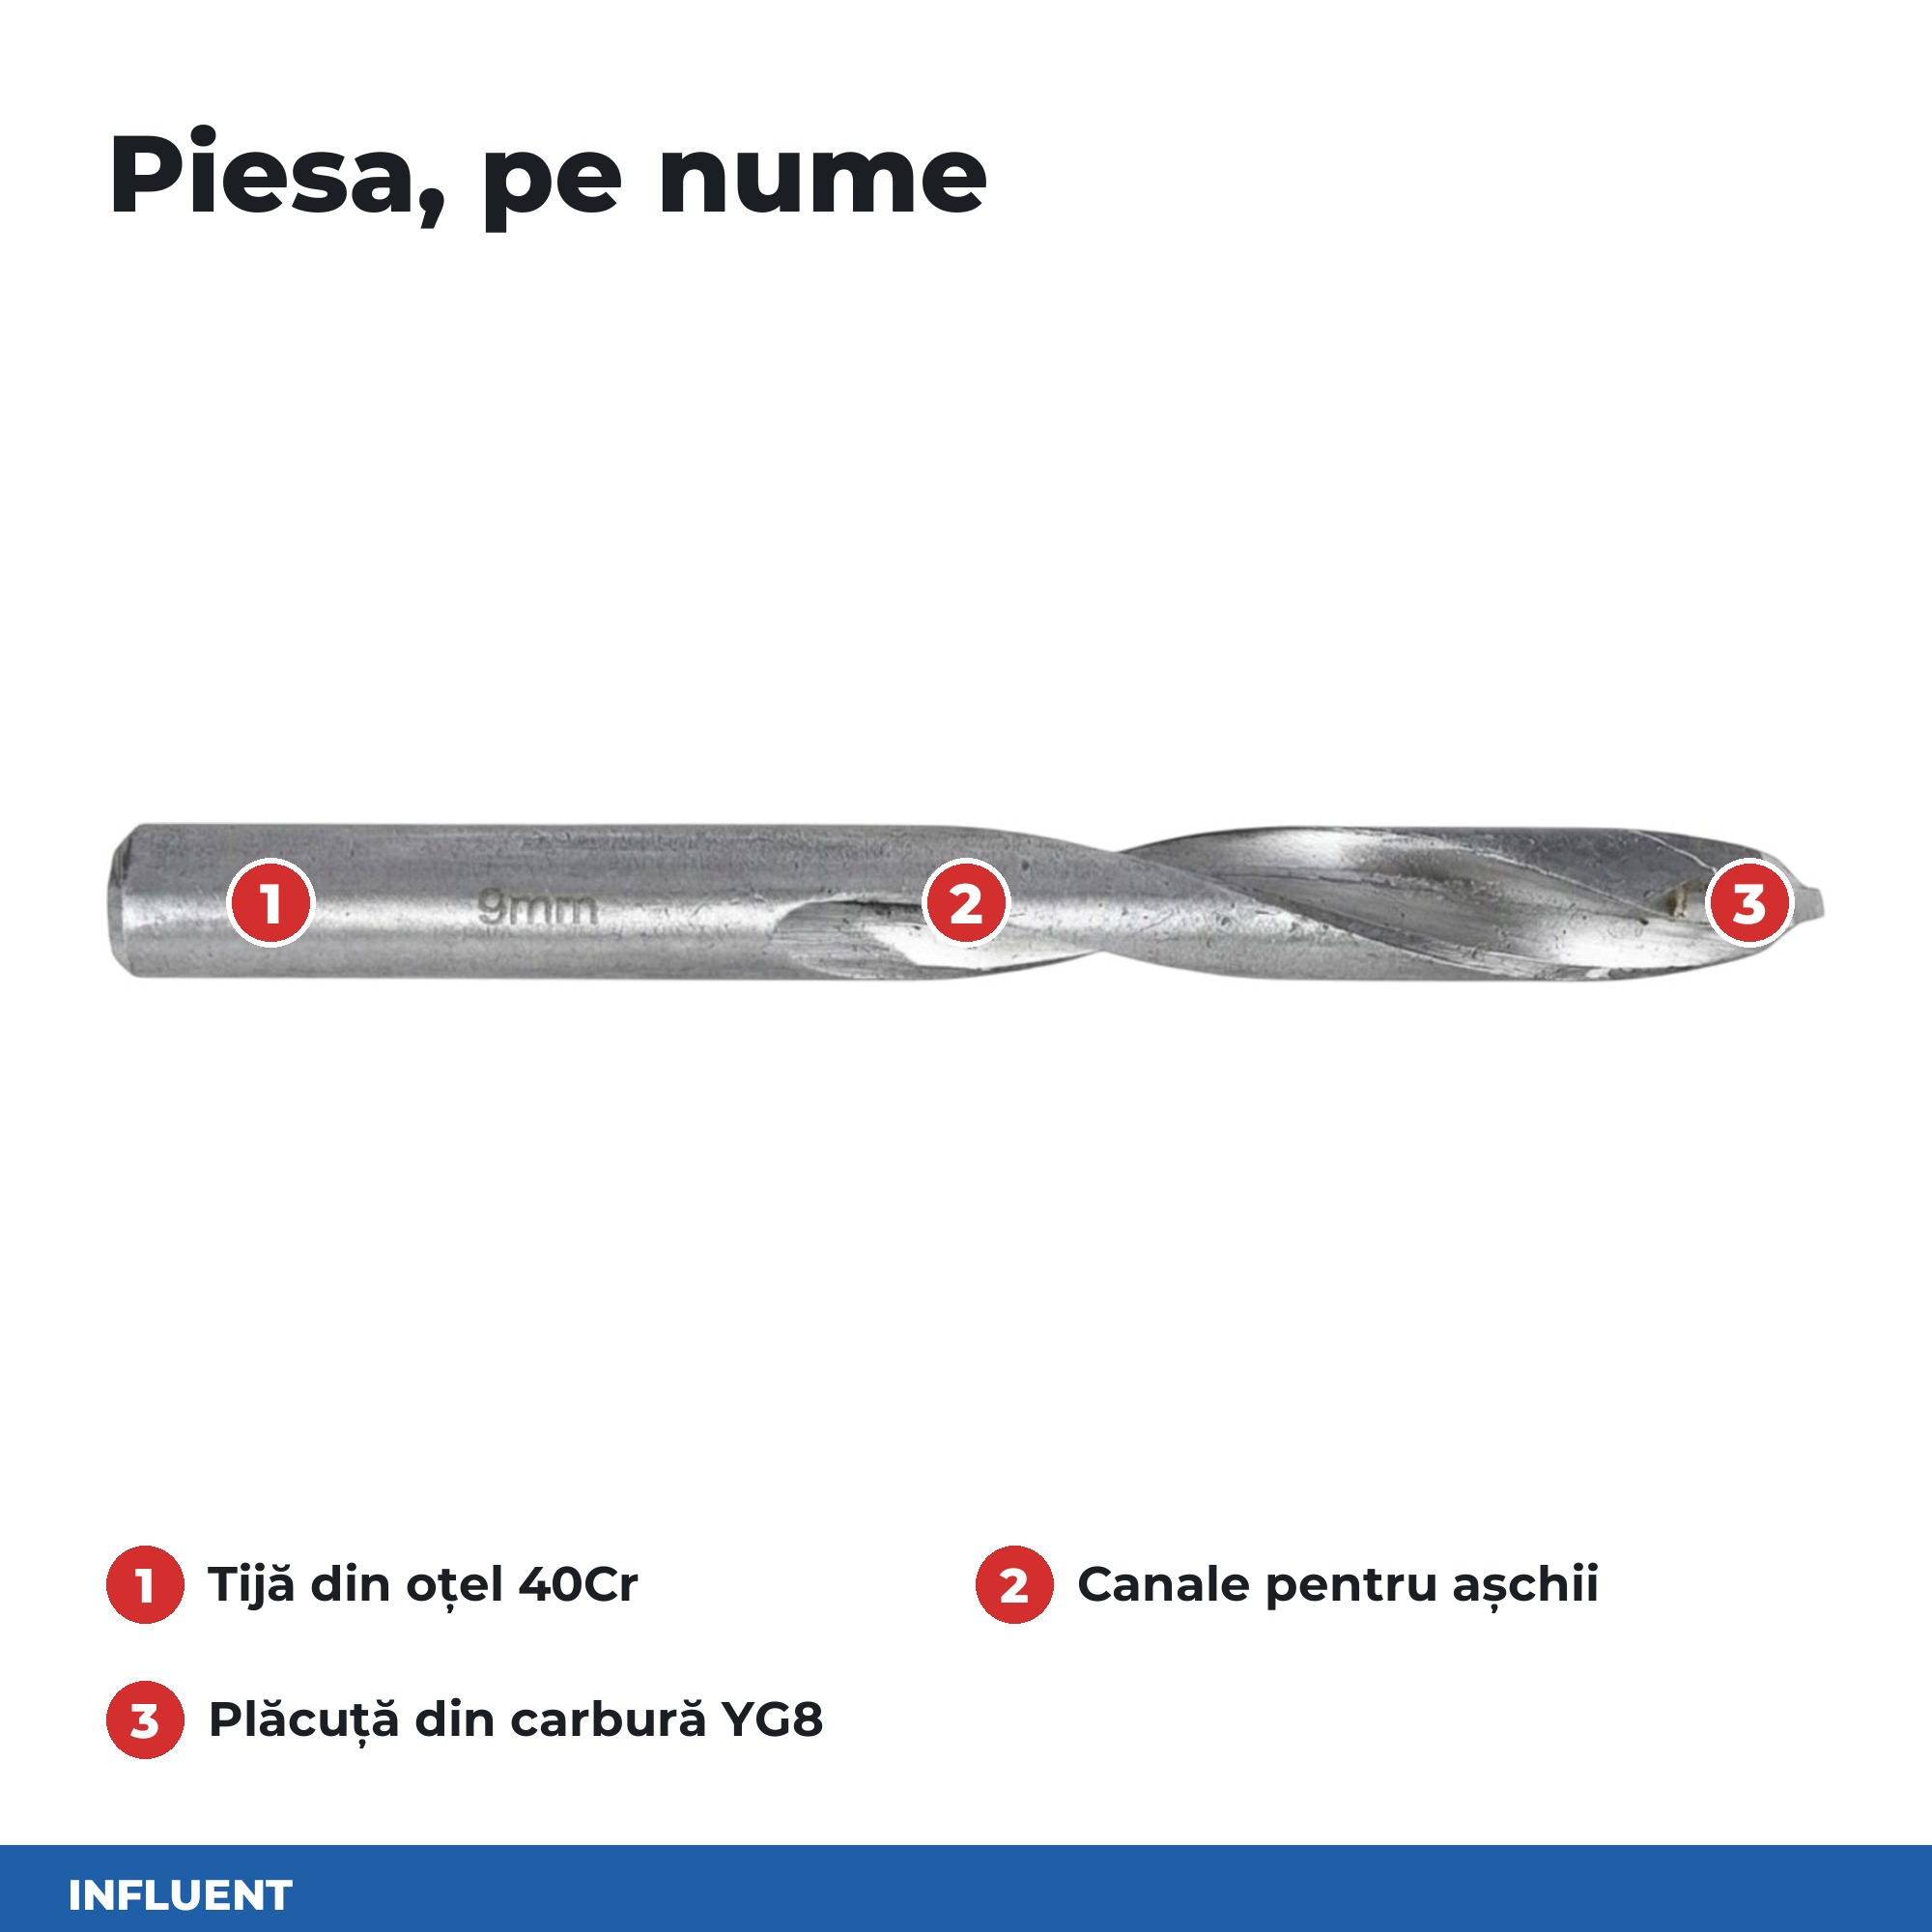 Piesa, pe nume
9mm
1
2
3
1 Tijă din oțel 40Cr
2 Canale pentru așchii
3 Plăcuță din carbură YG8
INFLUENT